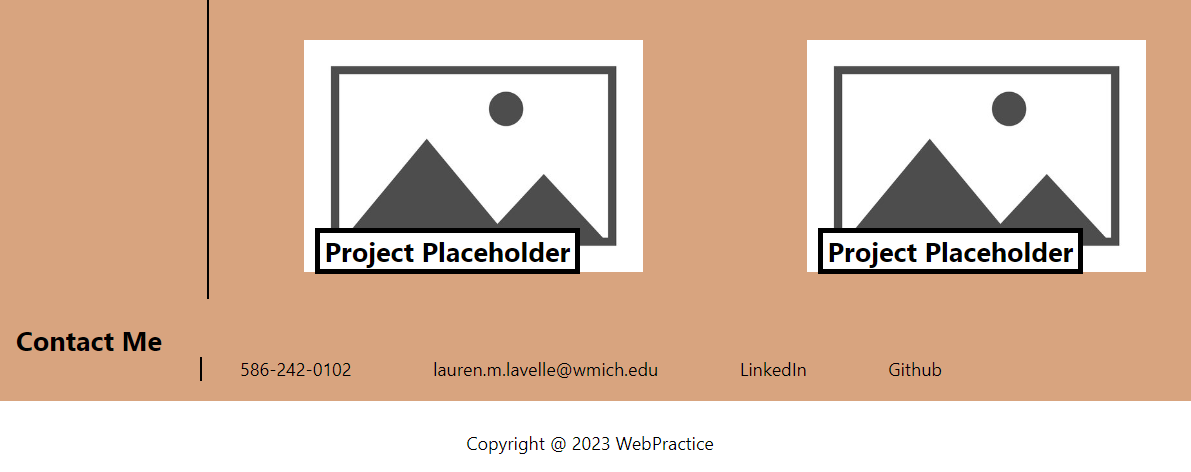 Project Placeholder
Project Placeholder
Contact Me
586-242-0102 lauren.m.lavelle@wmich.edu LinkedIn Github
Copyright @ 2023 WebPractice